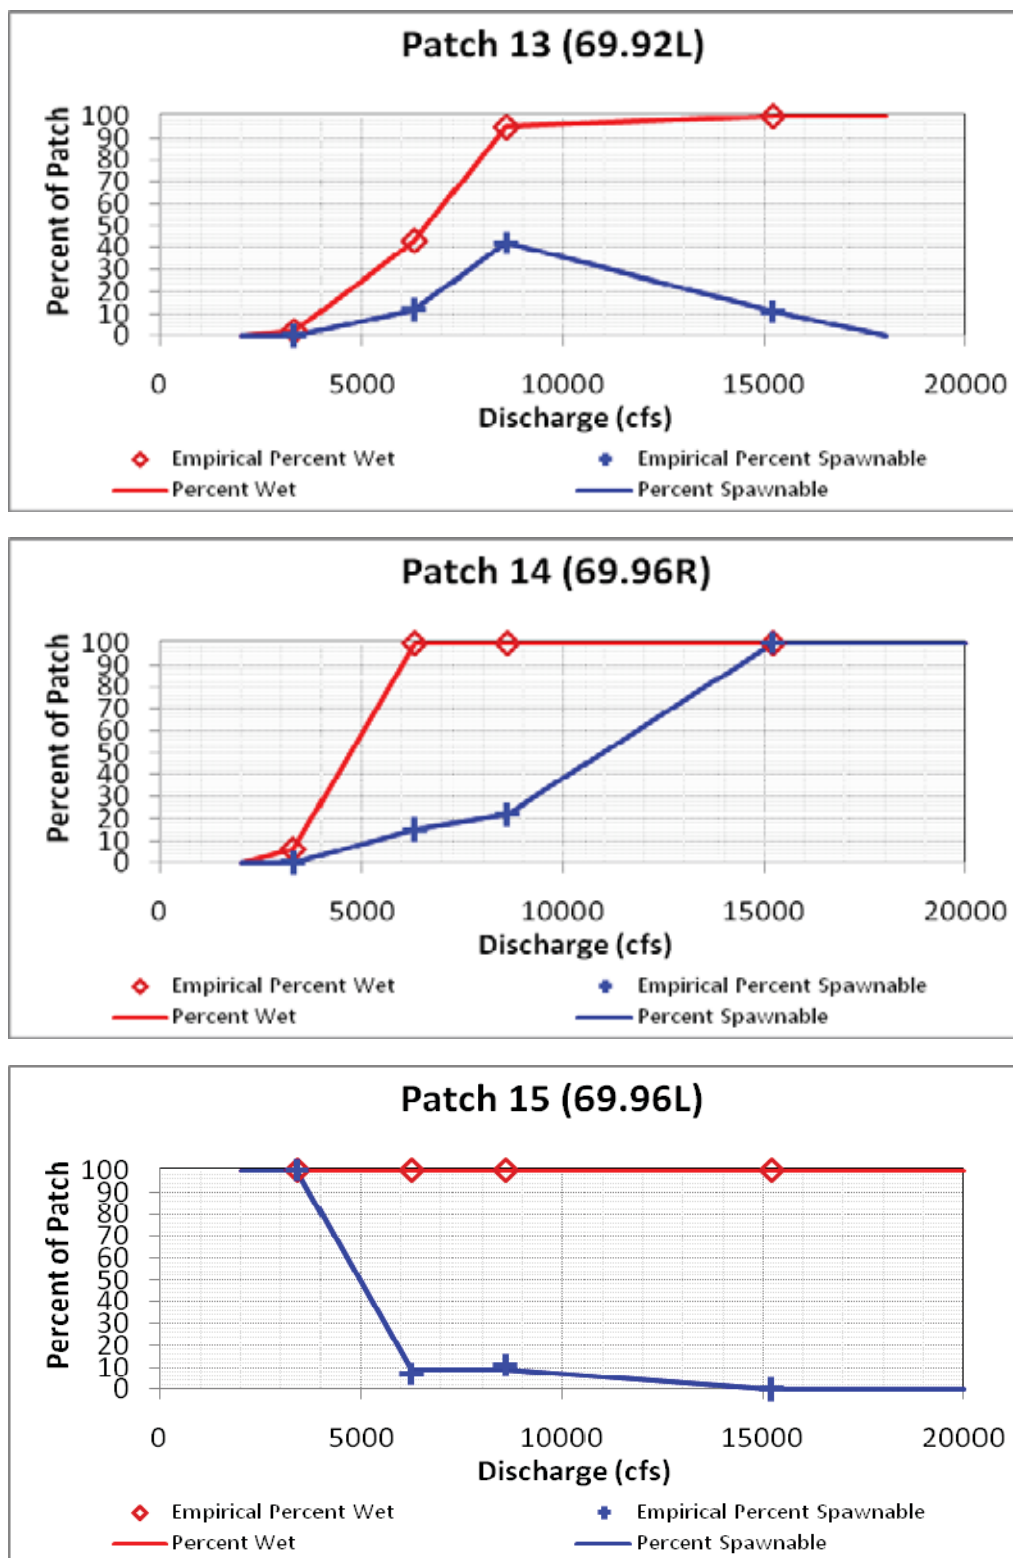 Patch 13 (69.92L)
Percent of Patch
100
90
80
70
60
50
40
30
20
10
0
0 5000 10000 15000 20000
Discharge (cfs)
Empirical Percent Wet Empirical Percent Spawnable
Percent Wet Percent Spawnable
Patch 14 (69.96R)
Percent of Patch
100
90
80
70
60
50
40
30
20
10
0
0 5000 10000 15000 20000
Discharge (cfs)
Empirical Percent Wet Empirical Percent Spawnable
Percent Wet Percent Spawnable
Patch 15 (69.96L)
Percent of Patch
100
90
80
70
60
50
40
30
20
10
0
0 5000 10000 15000 20000
Discharge (cfs)
Empirical Percent Wet Empirical Percent Spawnable
Percent Wet Percent Spawnable